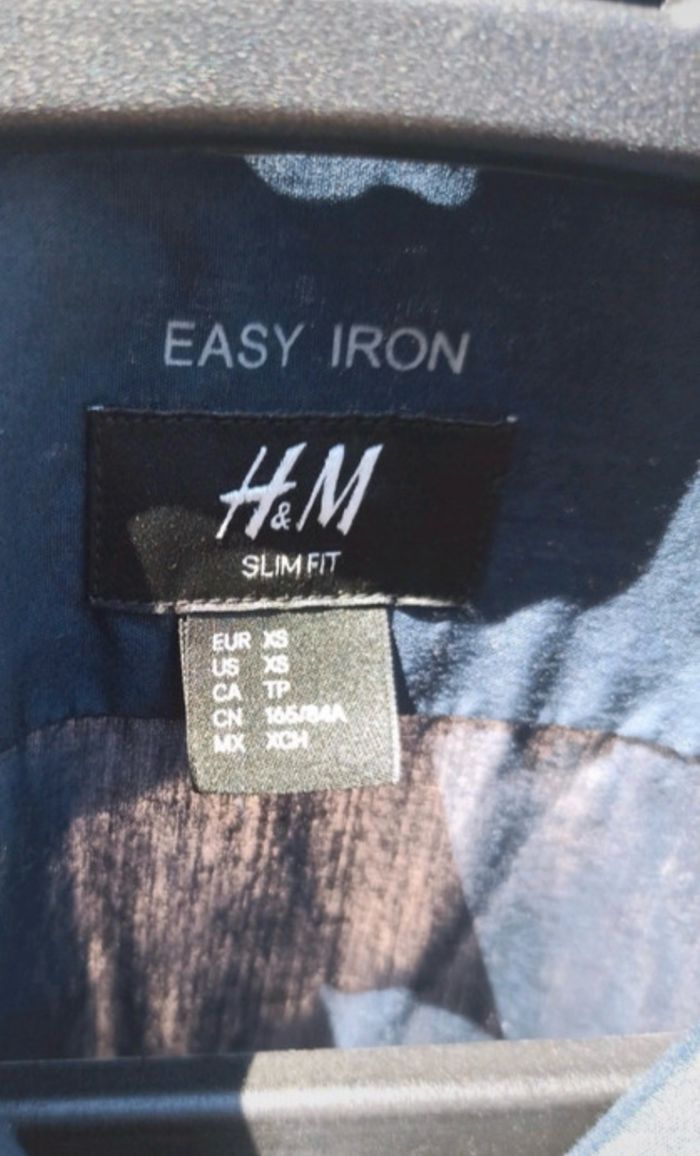 EASY IRON
H&M
SLIM FIT
EUR XS
US XS
CA TP
CN 165/84A
MX XCH